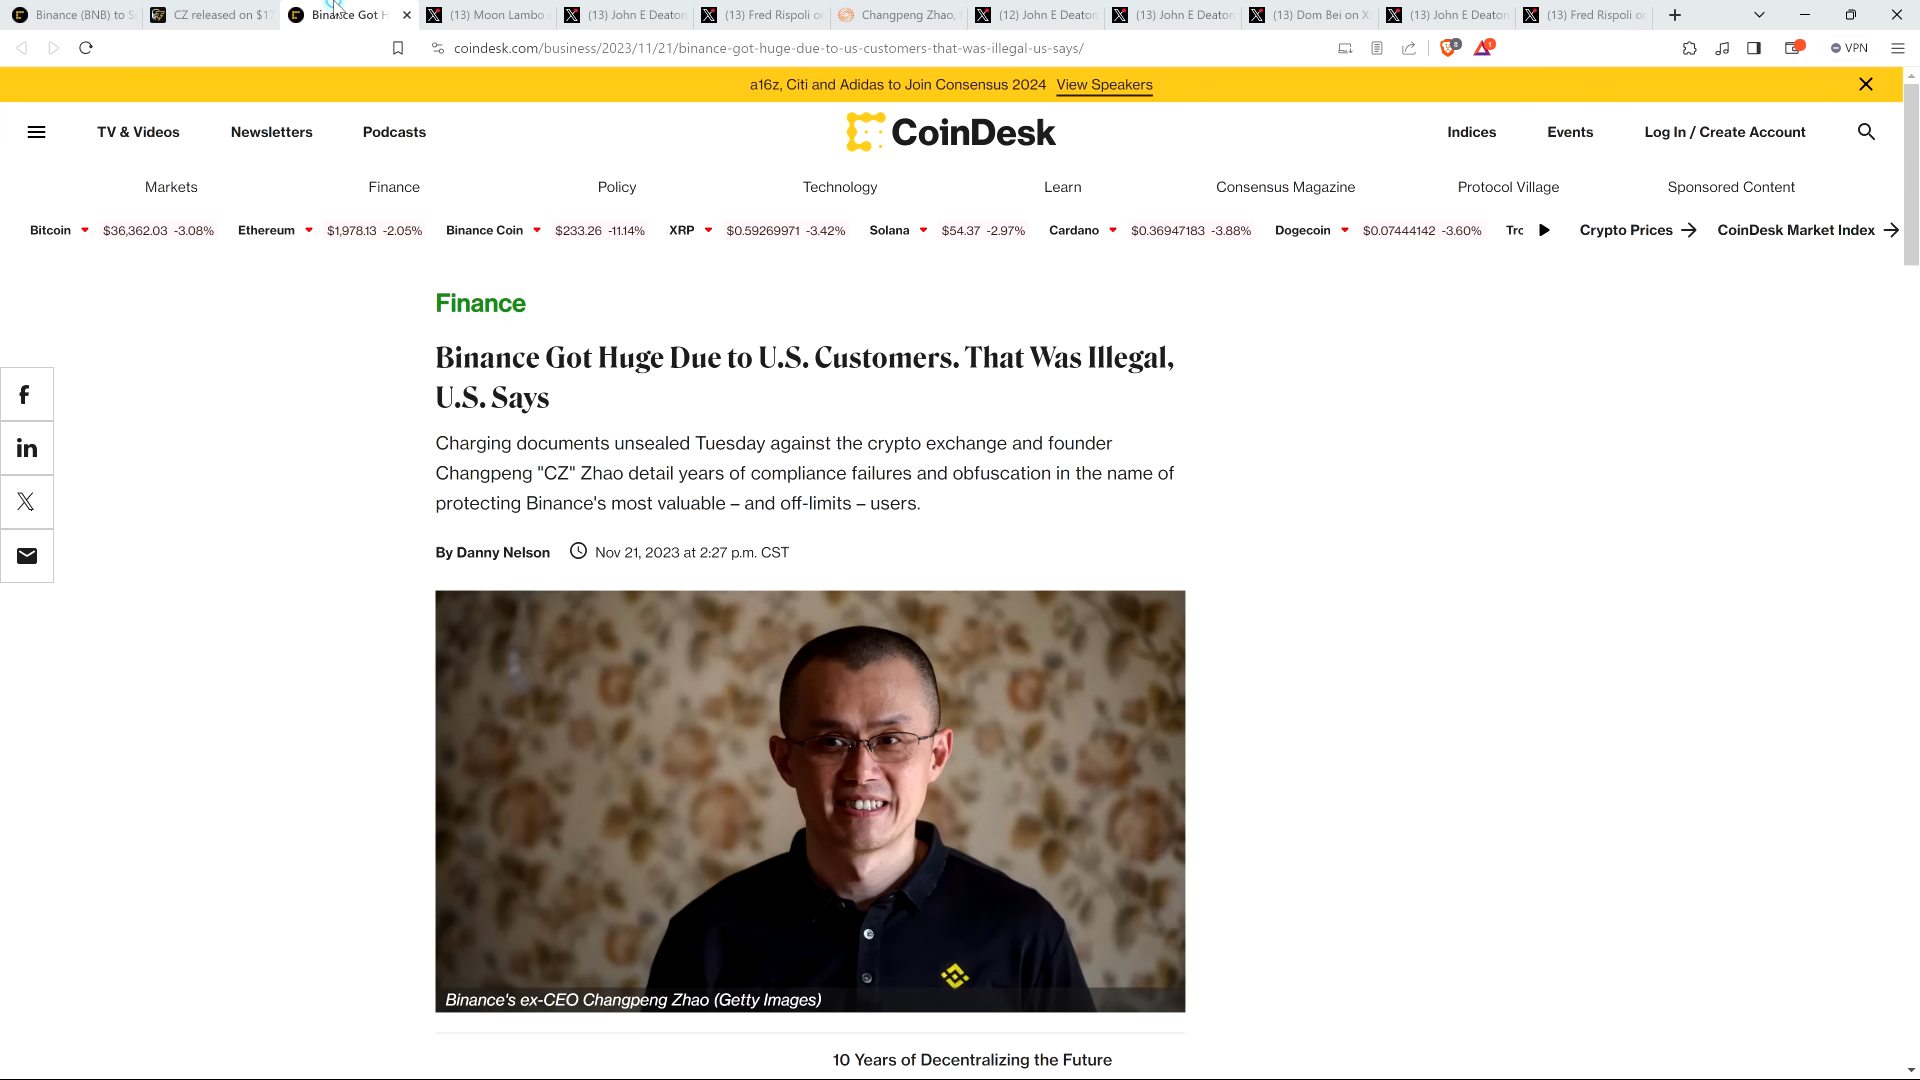 Binance (BNB) to S
CZ released on $17
Binance Got H
(13) Moon Lambo
(13) John E Deaton
(13) Fred Rispoli o
Changpeng Zhao,
(12) John E Deaton
(13) John E Deaton
(13) Dom Bei on X
(13) John E Deaton
(13) Fred Rispoli o
coindesk.com/business/2023/11/21/binance-got-huge-due-to-us-customers-that-was-illegal-us-says/
VPN
a16z, Citi and Adidas to Join Consensus 2024 View Speakers
TV & Videos Newsletters Podcasts CoinDesk Indices Events Log In / Create Account
Markets Finance Policy Technology Learn Consensus Magazine Protocol Village Sponsored Content
Bitcoin $36,362.03 -3.08% Ethereum $1,978.13 -2.05% Binance Coin $233.26 -11.14% XRP $0.59269971 -3.42% Solana $54.37 -2.97% Cardano $0.36947183 -3.88% Dogecoin $0.07444142 -3.60% Crypto Prices CoinDesk Market Index
Finance
Binance Got Huge Due to U.S. Customers. That Was Illegal,
U.S. Says
Charging documents unsealed Tuesday against the crypto exchange and founder
Changpeng "CZ" Zhao detail years of compliance failures and obfuscation in the name of
protecting Binance's most valuable – and off-limits – users.
By Danny Nelson Nov 21, 2023 at 2:27 p.m. CST
Binance's ex-CEO Changpeng Zhao (Getty Images)
10 Years of Decentralizing the Future